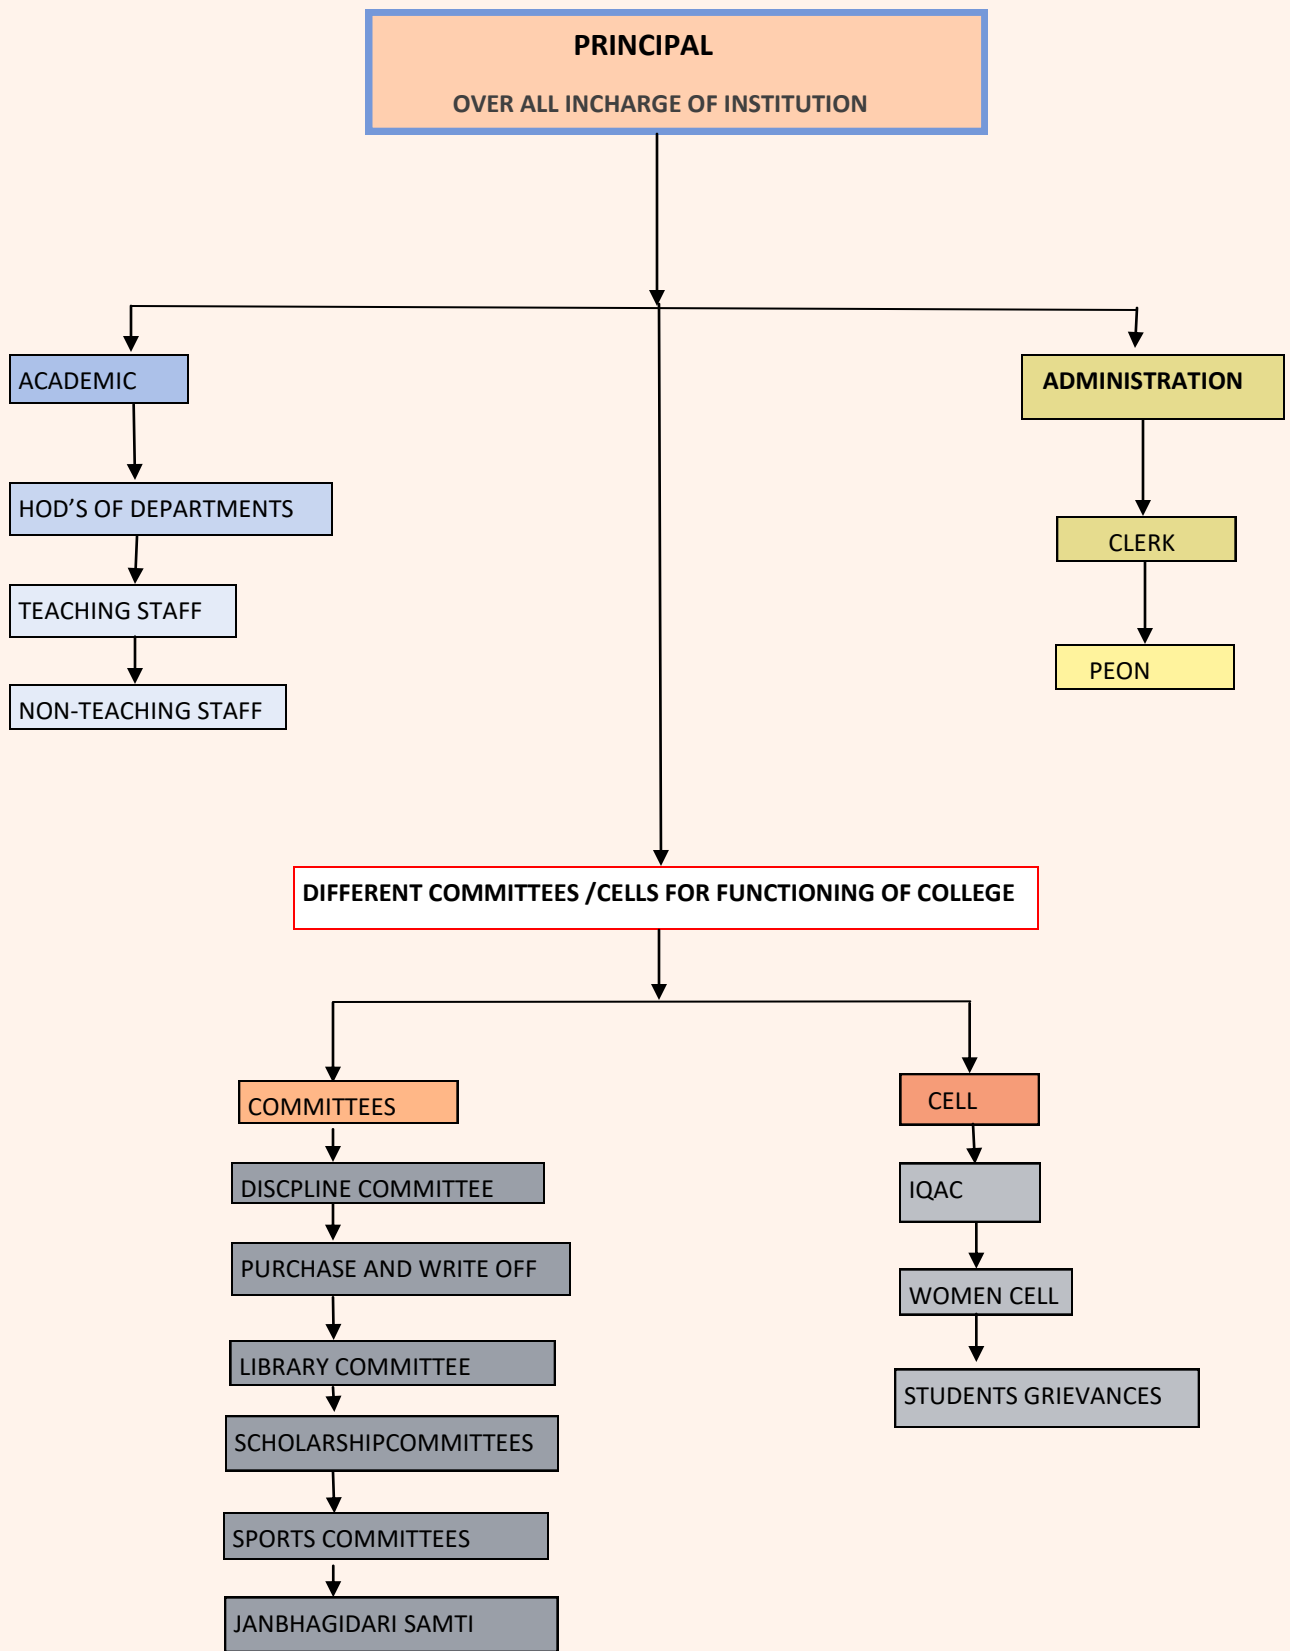 PRINCIPAL
OVER ALL INCHARGE OF INSTITUTION
ACADEMIC
ADMINISTRATION
HOD’S OF DEPARTMENTS
CLERK
TEACHING STAFF
PEON
NON-TEACHING STAFF
DIFFERENT COMMITTEES /CELLS FOR FUNCTIONING OF COLLEGE
COMMITTEES
CELL
DISCPLINE COMMITTEE
IQAC
PURCHASE AND WRITE OFF
WOMEN CELL
LIBRARY COMMITTEE
STUDENTS GRIEVANCES
SCHOLARSHIPCOMMITTEES
SPORTS COMMITTEES
JANBHAGIDARI SAMTI